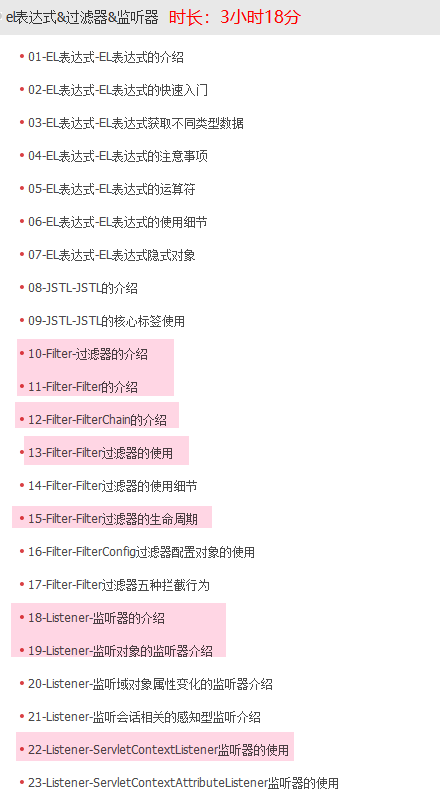 el表达式&过滤器&监听器 时长：3小时18分
01-EL表达式-EL表达式的介绍
02-EL表达式-EL表达式的快速入门
03-EL表达式-EL表达式获取不同类型数据
04-EL表达式-EL表达式的注意事项
05-EL表达式-EL表达式的运算符
06-EL表达式-EL表达式的使用细节
07-EL表达式-EL表达式隐式对象
08-JSTL-JSTL的介绍
09-JSTL-JSTL的核心标签使用
10-Filter-过滤器的介绍
11-Filter-Filter的介绍
12-Filter-FilterChain的介绍
13-Filter-Filter过滤器的使用
14-Filter-Filter过滤器的使用细节
15-Filter-Filter过滤器的生命周期
16-Filter-FilterConfig过滤器配置对象的使用
17-Filter-Filter过滤器五种拦截行为
18-Listener-监听器的介绍
19-Listener-监听对象的监听器介绍
20-Listener-监听域对象属性变化的监听器介绍
21-Listener-监听会话相关的感知型监听介绍
22-Listener-ServletContextListener监听器的使用
23-Listener-ServletContextAttributeListener监听器的使用